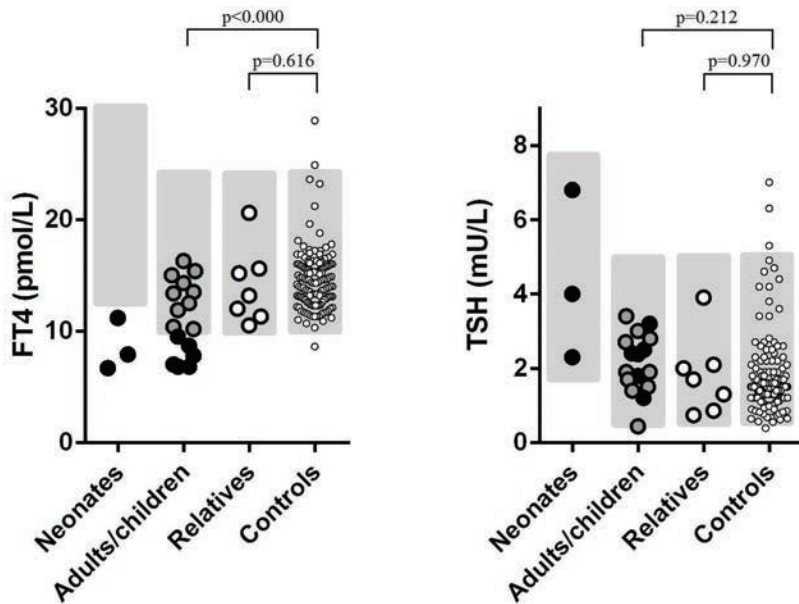 p<0.000
p=0.616
30
20
10
0
FT4 (pmol/L)
Neonates
Adults/children
Relatives
Controls
p=0.212
p=0.970
8
6
4
2
0
TSH (mU/L)
Neonates
Adults/children
Relatives
Controls